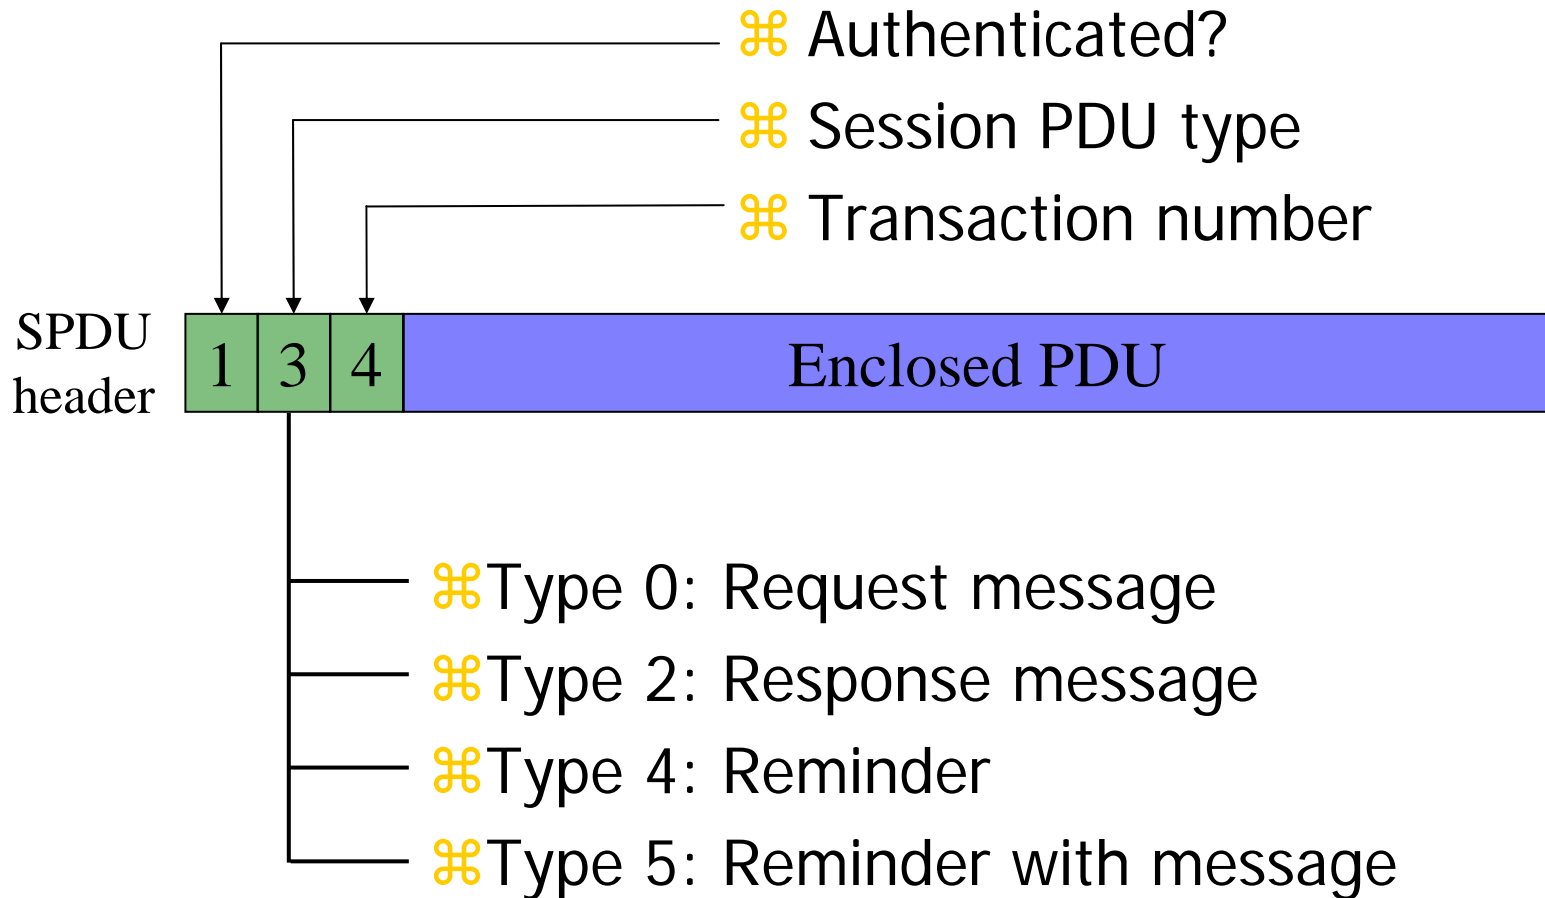 ⌘ Authenticated?
⌘ Session PDU type
⌘ Transaction number
SPDU
header
1 3 4 Enclosed PDU
⌘Type 0: Request message
⌘Type 2: Response message
⌘Type 4: Reminder
⌘Type 5: Reminder with message